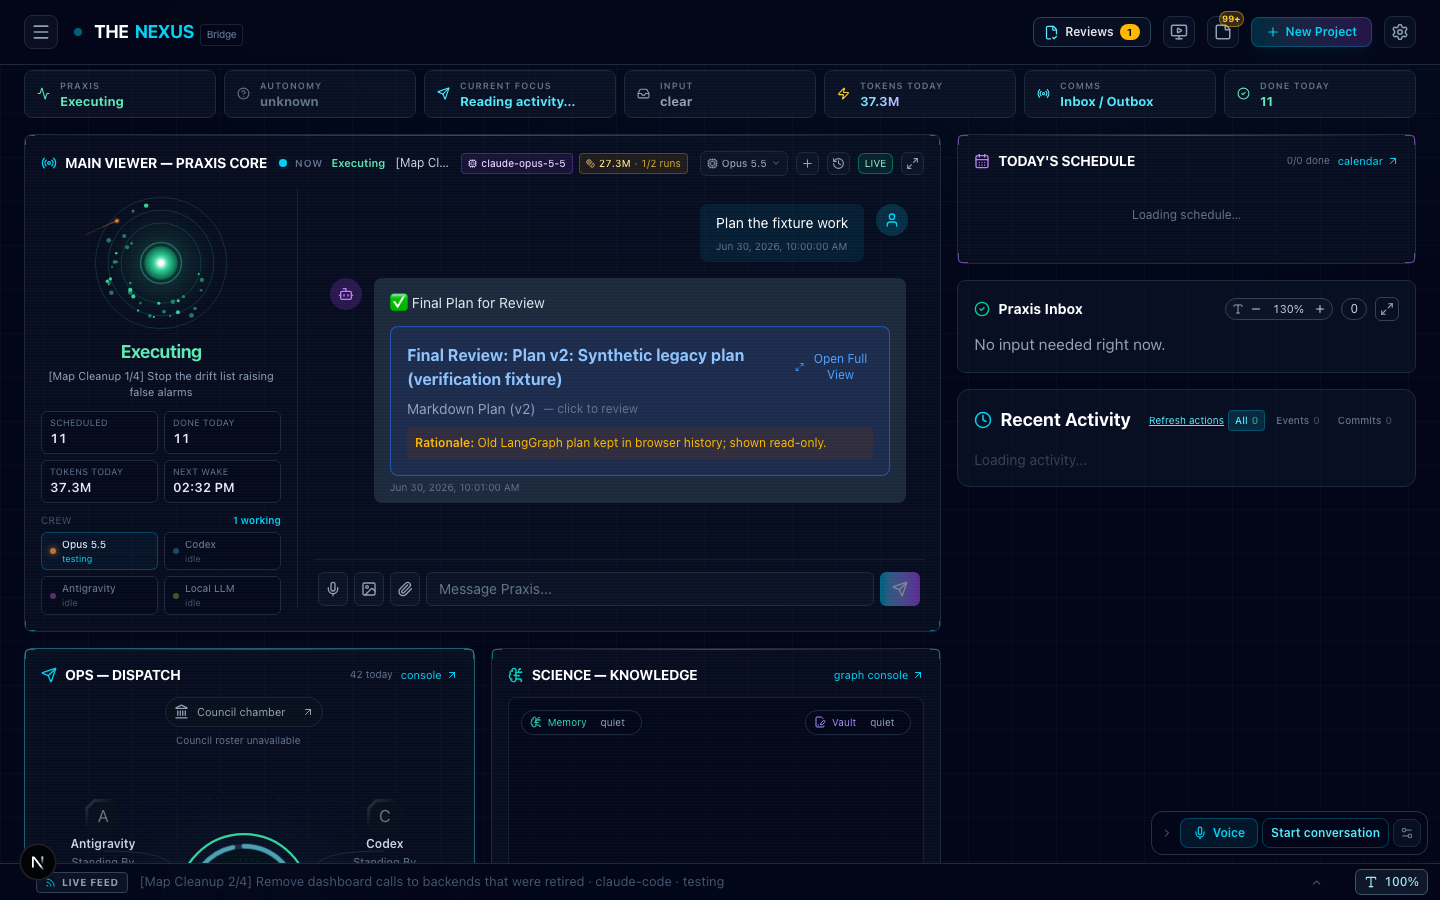 THE NEXUS Bridge
Reviews 1
99+
New Project
PRAXIS
Executing
AUTONOMY
unknown
CURRENT FOCUS
Reading activity...
INPUT
clear
TOKENS TODAY
37.3M
COMMS
Inbox / Outbox
DONE TODAY
11
MAIN VIEWER — PRAXIS CORE
NOW Executing [Map Cl...
claude-opus-5-5
27.3M · 1/2 runs
Opus 5.5
LIVE
Executing
[Map Cleanup 1/4] Stop the drift list raising
false alarms
SCHEDULED
11
DONE TODAY
11
TOKENS TODAY
37.3M
NEXT WAKE
02:32 PM
CREW
1 working
Opus 5.5
testing
Codex
idle
Antigravity
idle
Local LLM
idle
Plan the fixture work
Jun 30, 2026, 10:00:00 AM
✅ Final Plan for Review
Final Review: Plan v2: Synthetic legacy plan
(verification fixture)
Open Full
View
Markdown Plan (v2) — click to review
Rationale: Old LangGraph plan kept in browser history; shown read-only.
Jun 30, 2026, 10:01:00 AM
Message Praxis...
TODAY'S SCHEDULE
0/0 done calendar
Loading schedule...
Praxis Inbox
T − 130% +
0
No input needed right now.
Recent Activity
Refresh actions
All 0
Events 0
Commits 0
Loading activity...
OPS — DISPATCH
42 today console
Council chamber
Council roster unavailable
A
Antigravity
Standing By
C
Codex
Standing By
SCIENCE — KNOWLEDGE
graph console
Memory quiet
Vault quiet
Voice
Start conversation
N
LIVE FEED
[Map Cleanup 2/4] Remove dashboard calls to backends that were retired · claude-code · testing
T 100%